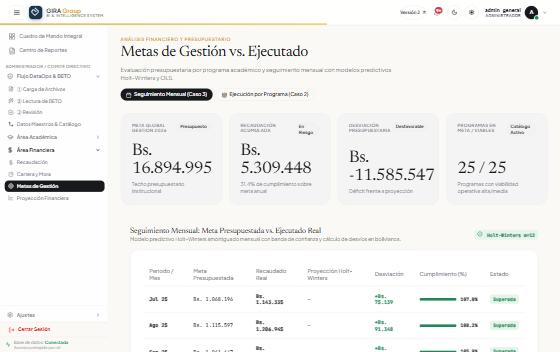 GIRA Group
BI & INTELLIGENCE SYSTEM
Versión 2
admin_general
ADMINISTRADOR
A
Cuadro de Mando Integral
Centro de Reportes
ADMINISTRADOR / COMITÉ DIRECTIVO
Flujo DataOps & BETO
① Carga de Archivos
② Lectura de BETO
③ Revisión
Datos Maestros & Catálogo
Área Académica
Área Financiera
Recaudación
Cartera y Mora
Metas de Gestión
Proyección Financiera
Ajustes
Cerrar Sesión
Base de datos: Conectada
ANÁLISIS FINANCIERO Y PRESUPUESTARIO
Metas de Gestión vs. Ejecutado
Evaluación presupuestaria por programa académico y seguimiento mensual con modelos predictivos
Holt-Winters y OLS.
Seguimiento Mensual (Caso 3)
Ejecución por Programa (Caso 2)
META GLOBAL
GESTIÓN 2026
Presupuesto
Bs.
16.894.995
Techo presupuestario
institucional
RECAUDACIÓN
ACUMULADA
En
Riesgo
Bs.
5.309.448
31.4% de cumplimiento sobre
meta anual
DESVIACIÓN
PRESUPUESTARIA
Desfavorable
Bs.
-11.585.547
Déficit frente a proyección
PROGRAMAS EN
META / VIABLES
Catálogo
Activo
25 / 25
Programas con viabilidad
operativa alta/media
Seguimiento Mensual: Meta Presupuestada vs. Ejecutado Real
Modelo predictivo Holt-Winters amortiguado mensual con banda de confianza y cálculo de desvíos en bolivianos.
Periodo /
Mes
Meta
Presupuestada
Recaudado
Real
Proyección Holt-
Winters
Desviación
Cumplimiento (%)
Estado
Jul 25
Bs. 1.068.196
Bs.
1.143.335
—
+Bs.
75.139
107.0%
Superada
Ago 25
Bs. 1.115.597
Bs.
1.206.945
—
+Bs.
91.348
108.2%
Superada